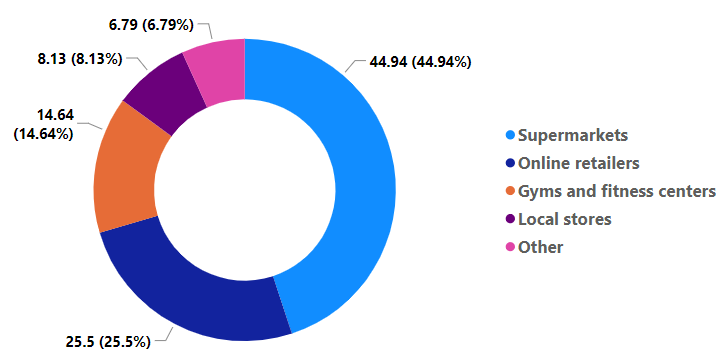 6.79 (6.79%)
8.13 (8.13%)
44.94 (44.94%)
14.64
(14.64%)
Supermarkets
Online retailers
Gyms and fitness centers
Local stores
Other
25.5 (25.5%)